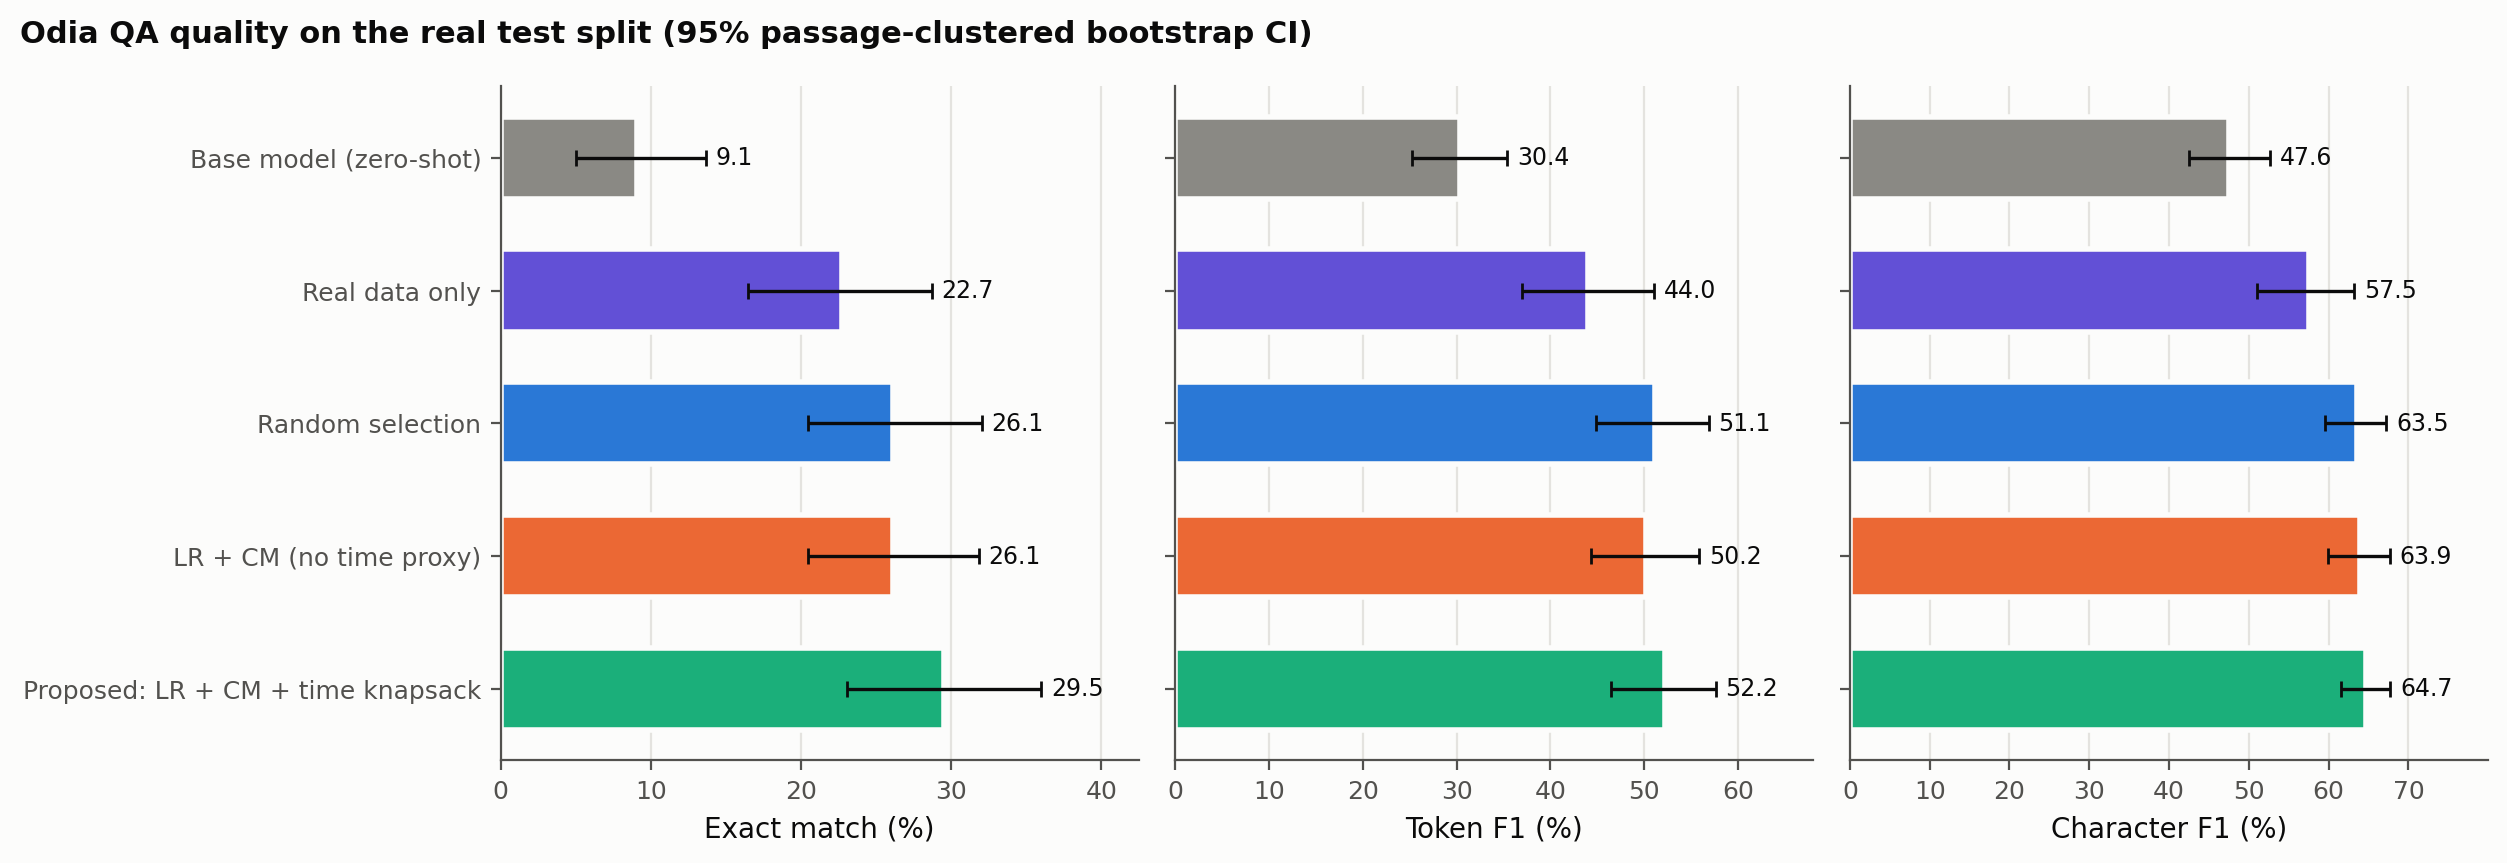 Odia QA quality on the real test split (95% passage-clustered bootstrap CI)
Base model (zero-shot)
9.1
30.4
47.6
Real data only
22.7
44.0
57.5
Random selection
26.1
51.1
63.5
LR + CM (no time proxy)
26.1
50.2
63.9
Proposed: LR + CM + time knapsack
29.5
52.2
64.7
0 10 20 30 40
0 10 20 30 40 50 60
0 10 20 30 40 50 60 70
Exact match (%)
Token F1 (%)
Character F1 (%)